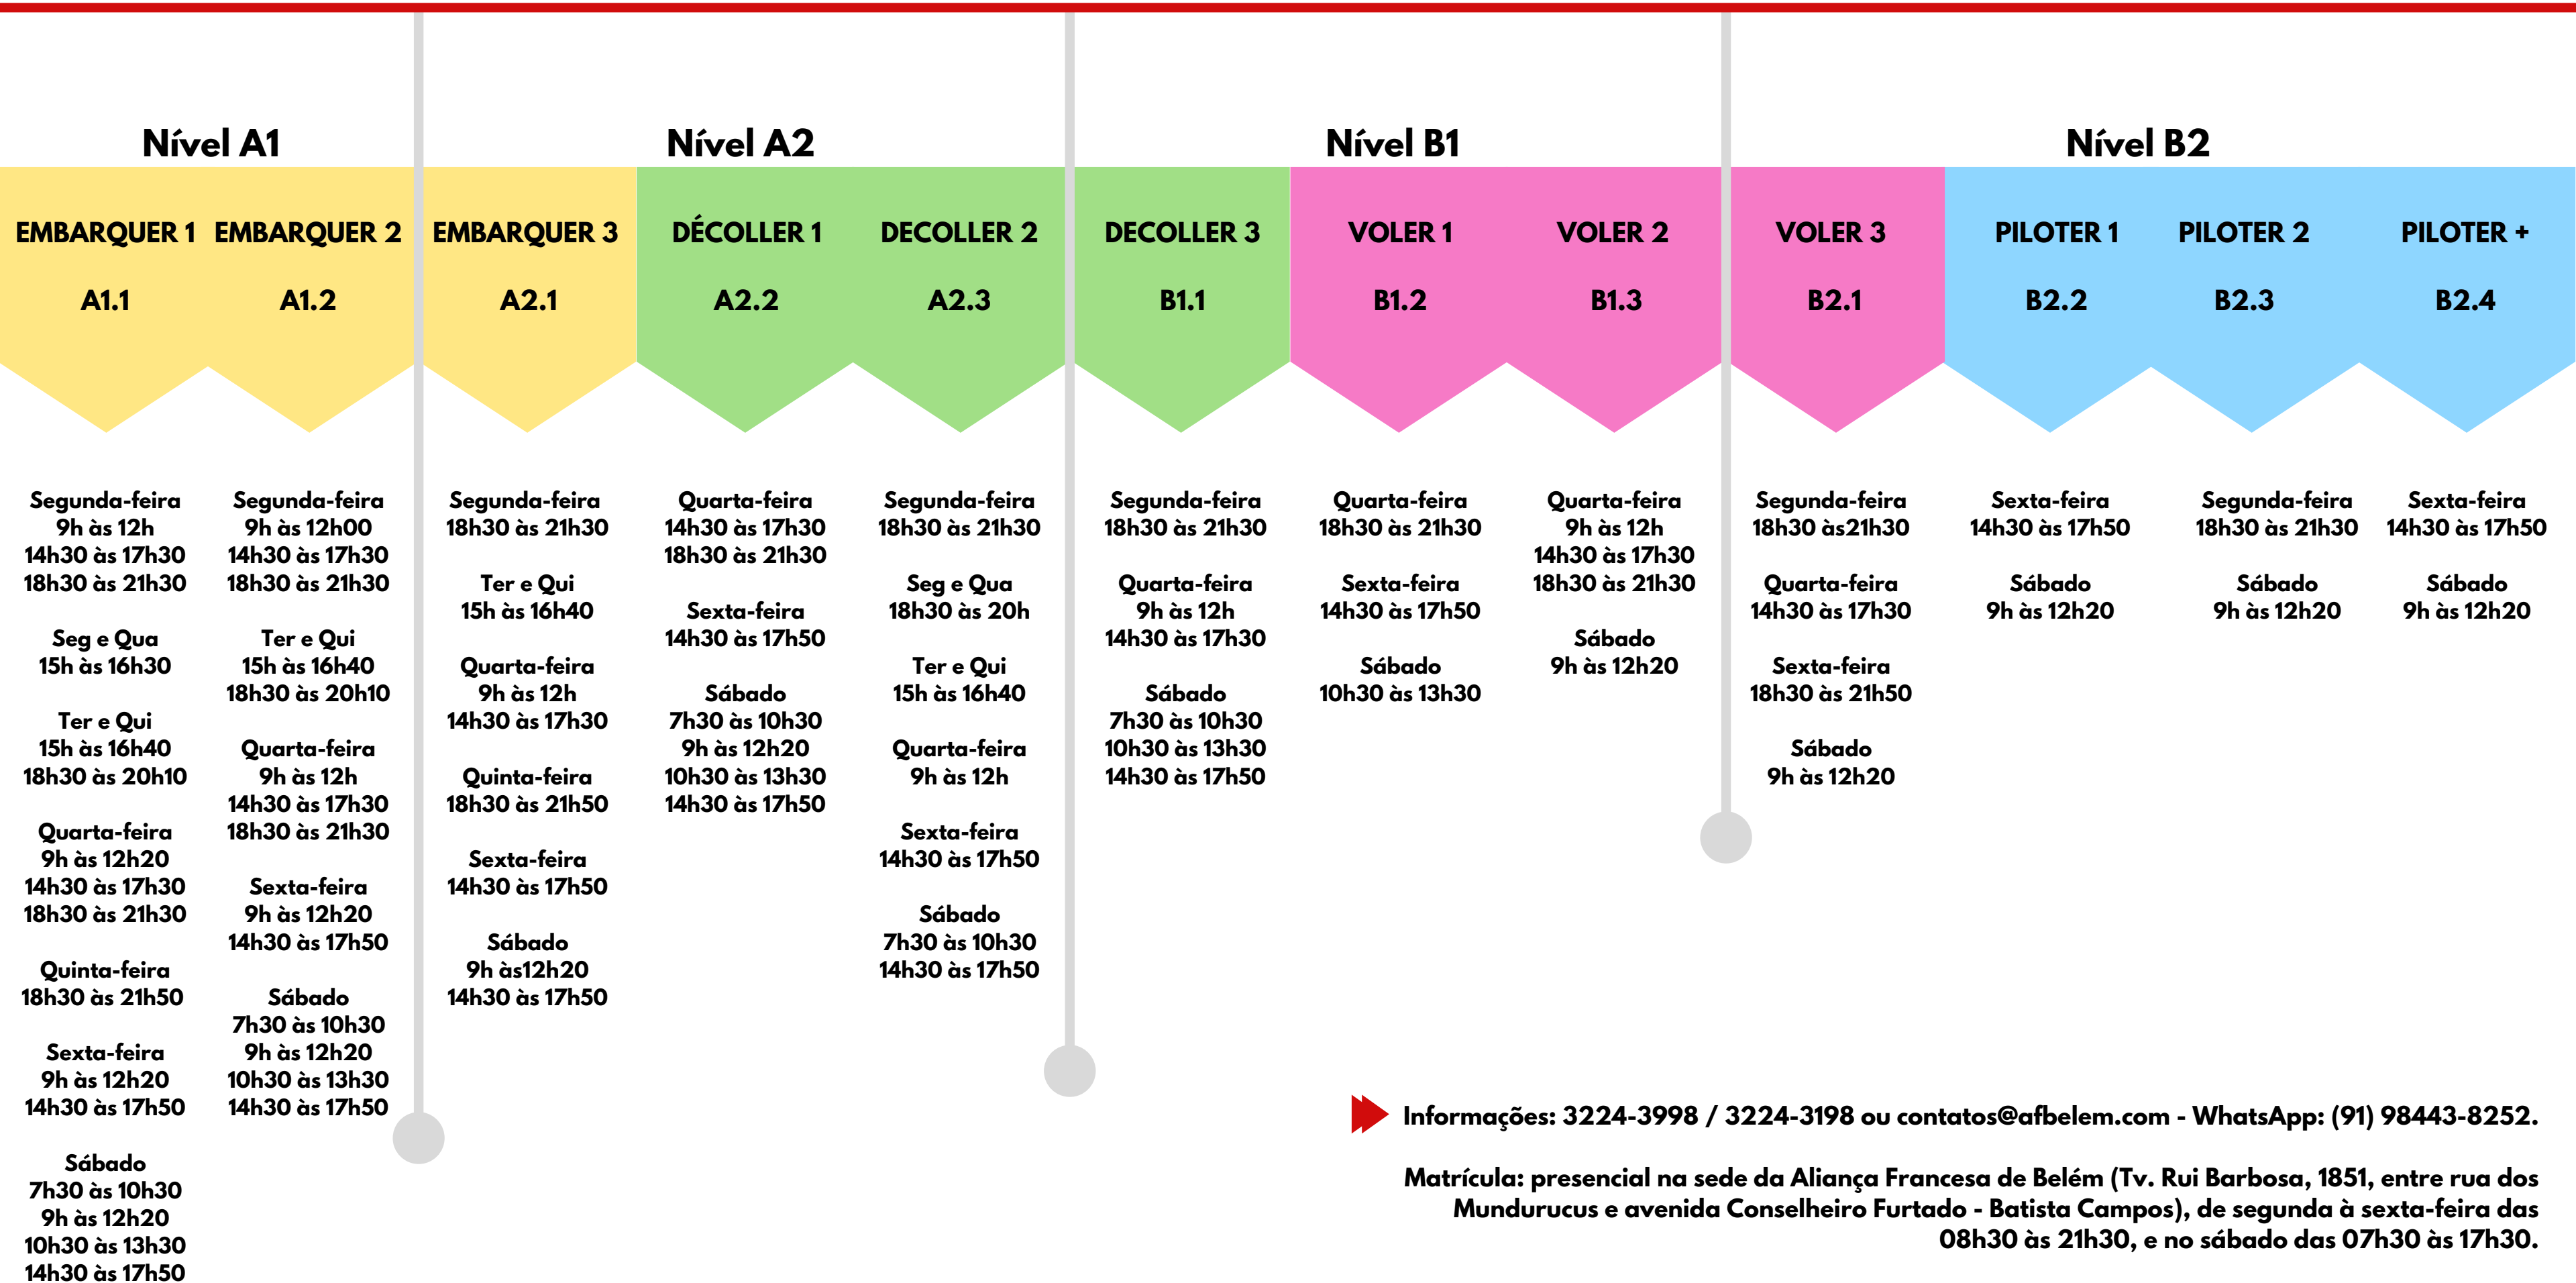 Nível A1
Nível A2
Nível B1
Nível B2
EMBARQUER 1
A1.1
Segunda-feira
9h às 12h
14h30 às 17h30
18h30 às 21h30
Seg e Qua
15h às 16h30
Ter e Qui
15h às 16h40
18h30 às 20h10
Quarta-feira
9h às 12h20
14h30 às 17h30
18h30 às 21h30
Quinta-feira
18h30 às 21h50
Sexta-feira
9h às 12h20
14h30 às 17h50
Sábado
7h30 às 10h30
9h às 12h20
10h30 às 13h30
14h30 às 17h50
EMBARQUER 2
A1.2
Segunda-feira
9h às 12h00
14h30 às 17h30
18h30 às 21h30
Ter e Qui
15h às 16h40
18h30 às 20h10
Quarta-feira
9h às 12h
14h30 às 17h30
18h30 às 21h30
Sexta-feira
9h às 12h20
14h30 às 17h50
Sábado
7h30 às 10h30
9h às 12h20
10h30 às 13h30
14h30 às 17h50
EMBARQUER 3
A2.1
Segunda-feira
18h30 às 21h30
Ter e Qui
15h às 16h40
Quarta-feira
9h às 12h
14h30 às 17h30
Quinta-feira
18h30 às 21h50
Sexta-feira
14h30 às 17h50
Sábado
9h às12h20
14h30 às 17h50
DÉCOLLER 1
A2.2
Quarta-feira
14h30 às 17h30
18h30 às 21h30
Sexta-feira
14h30 às 17h50
Sábado
7h30 às 10h30
9h às 12h20
10h30 às 13h30
14h30 às 17h50
DECOLLER 2
A2.3
Segunda-feira
18h30 às 21h30
Seg e Qua
18h30 às 20h
Ter e Qui
15h às 16h40
Quarta-feira
9h às 12h
Sexta-feira
14h30 às 17h50
Sábado
7h30 às 10h30
14h30 às 17h50
DECOLLER 3
B1.1
Segunda-feira
18h30 às 21h30
Quarta-feira
9h às 12h
14h30 às 17h30
Sábado
7h30 às 10h30
10h30 às 13h30
14h30 às 17h50
VOLER 1
B1.2
Quarta-feira
18h30 às 21h30
Sexta-feira
14h30 às 17h50
Sábado
10h30 às 13h30
VOLER 2
B1.3
Quarta-feira
9h às 12h
14h30 às 17h30
18h30 às 21h30
Sábado
9h às 12h20
VOLER 3
B2.1
Segunda-feira
18h30 às21h30
Quarta-feira
14h30 às 17h30
Sexta-feira
18h30 às 21h50
Sábado
9h às 12h20
PILOTER 1
B2.2
Sexta-feira
14h30 às 17h50
Sábado
9h às 12h20
PILOTER 2
B2.3
Segunda-feira
18h30 às 21h30
Sábado
9h às 12h20
PILOTER +
B2.4
Sexta-feira
14h30 às 17h50
Sábado
9h às 12h20
Informações: 3224-3998 / 3224-3198 ou contatos@afbelem.com - WhatsApp: (91) 98443-8252.
Matrícula: presencial na sede da Aliança Francesa de Belém (Tv. Rui Barbosa, 1851, entre rua dos
Mundurucus e avenida Conselheiro Furtado - Batista Campos), de segunda à sexta-feira das
08h30 às 21h30, e no sábado das 07h30 às 17h30.